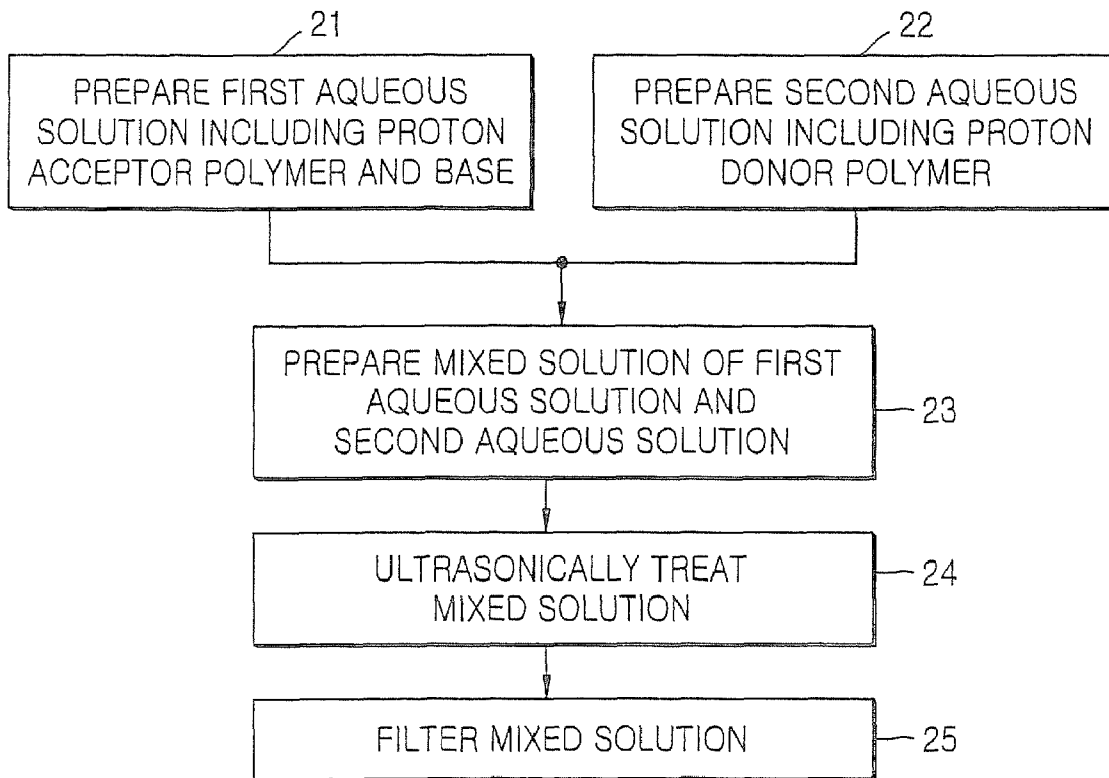 21
PREPARE FIRST AQUEOUS
SOLUTION INCLUDING PROTON
ACCEPTOR POLYMER AND BASE
22
PREPARE SECOND AQUEOUS
SOLUTION INCLUDING PROTON
DONOR POLYMER
PREPARE MIXED SOLUTION OF FIRST
AQUEOUS SOLUTION AND
SECOND AQUEOUS SOLUTION
23
ULTRASONICALLY TREAT
MIXED SOLUTION
24
FILTER MIXED SOLUTION
25